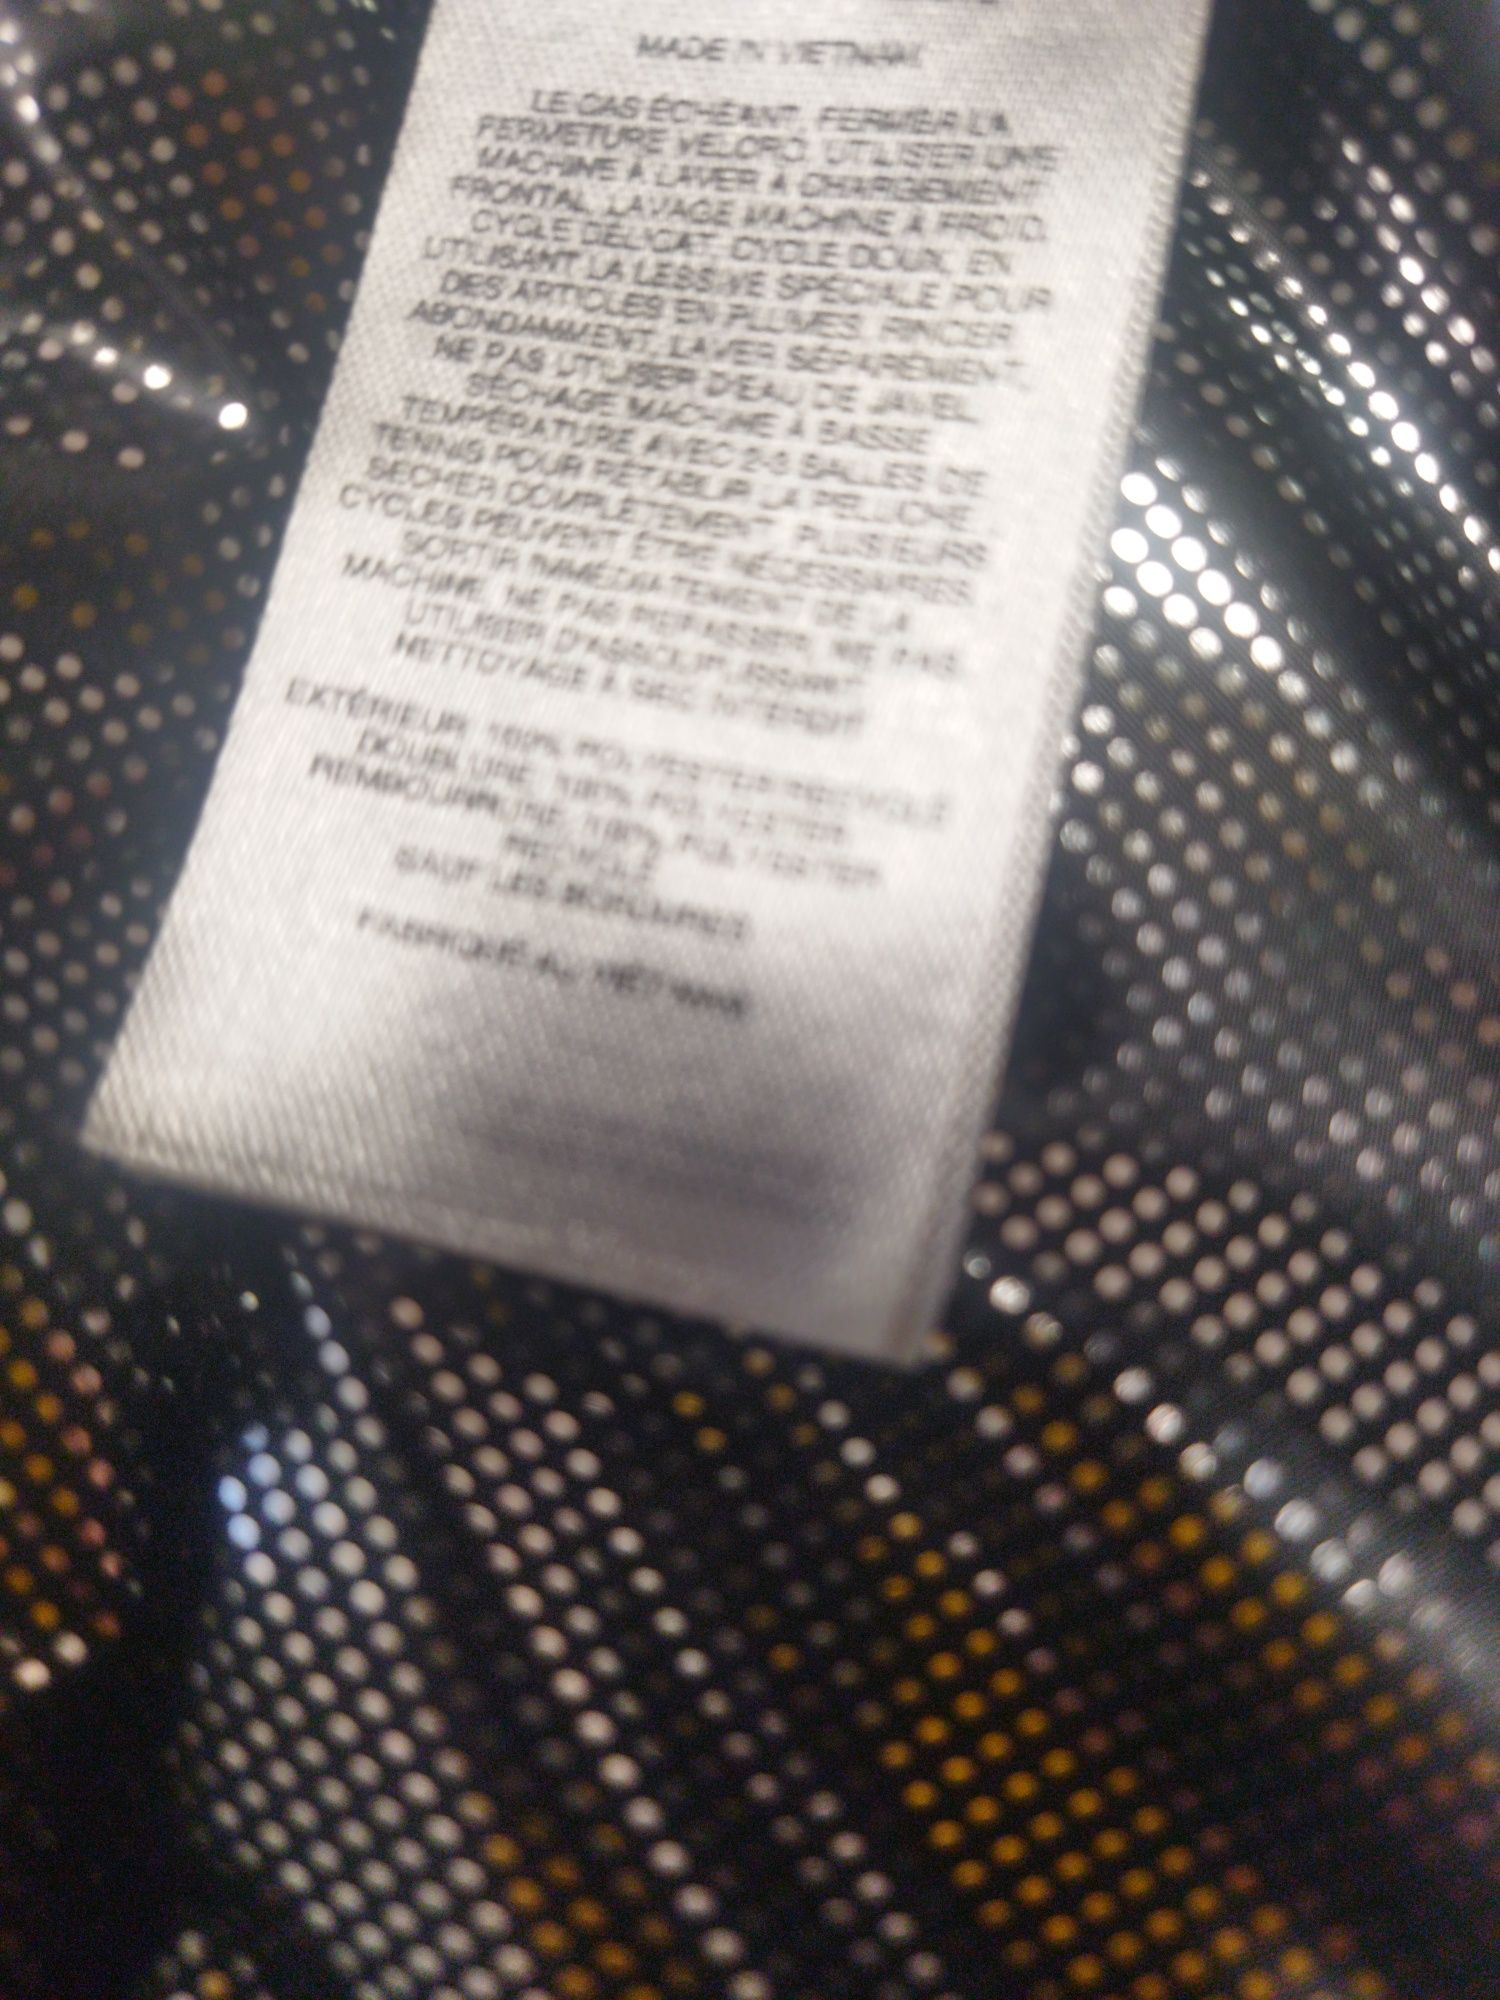 MADE IN VIETNAM
LE CAS ÉCHÉANT, FERMER LA
FERMETURE VELCRO. UTILISER UNE
MACHINE À LAVER À CHARGEMENT
FRONTAL. LAVAGE MACHINE À FROID,
CYCLE DÉLICAT, CYCLE DOUX, EN
UTILISANT LA LESSIVE SPÉCIALE POUR
DES ARTICLES EN PLUMES. RINCER
ABONDAMMENT. LAVER SÉPARÉMENT.
NE PAS UTILISER D'EAU DE JAVEL.
SÉCHAGE MACHINE À BASSE
TEMPÉRATURE AVEC 2-3 BALLES DE
TENNIS POUR RÉTABLIR LA PELUCHE.
SÉCHER COMPLÈTEMENT, PLUSIEURS
CYCLES PEUVENT ÊTRE NÉCESSAIRES.
SORTIR IMMÉDIATEMENT DE LA
MACHINE. NE PAS REPASSER. NE PAS
UTILISER D'ASSOUPLISSANT.
NETTOYAGE À SEC INTERDIT
EXTÉRIEUR: 100% POLYESTER RECYCLÉ
DOUBLURE: 100% POLYESTER
REMBOURRURE: 100% POLYESTER
RECYCLÉ
SAUF LES BORDURES
FABRIQUÉ AU VIÊT NAM